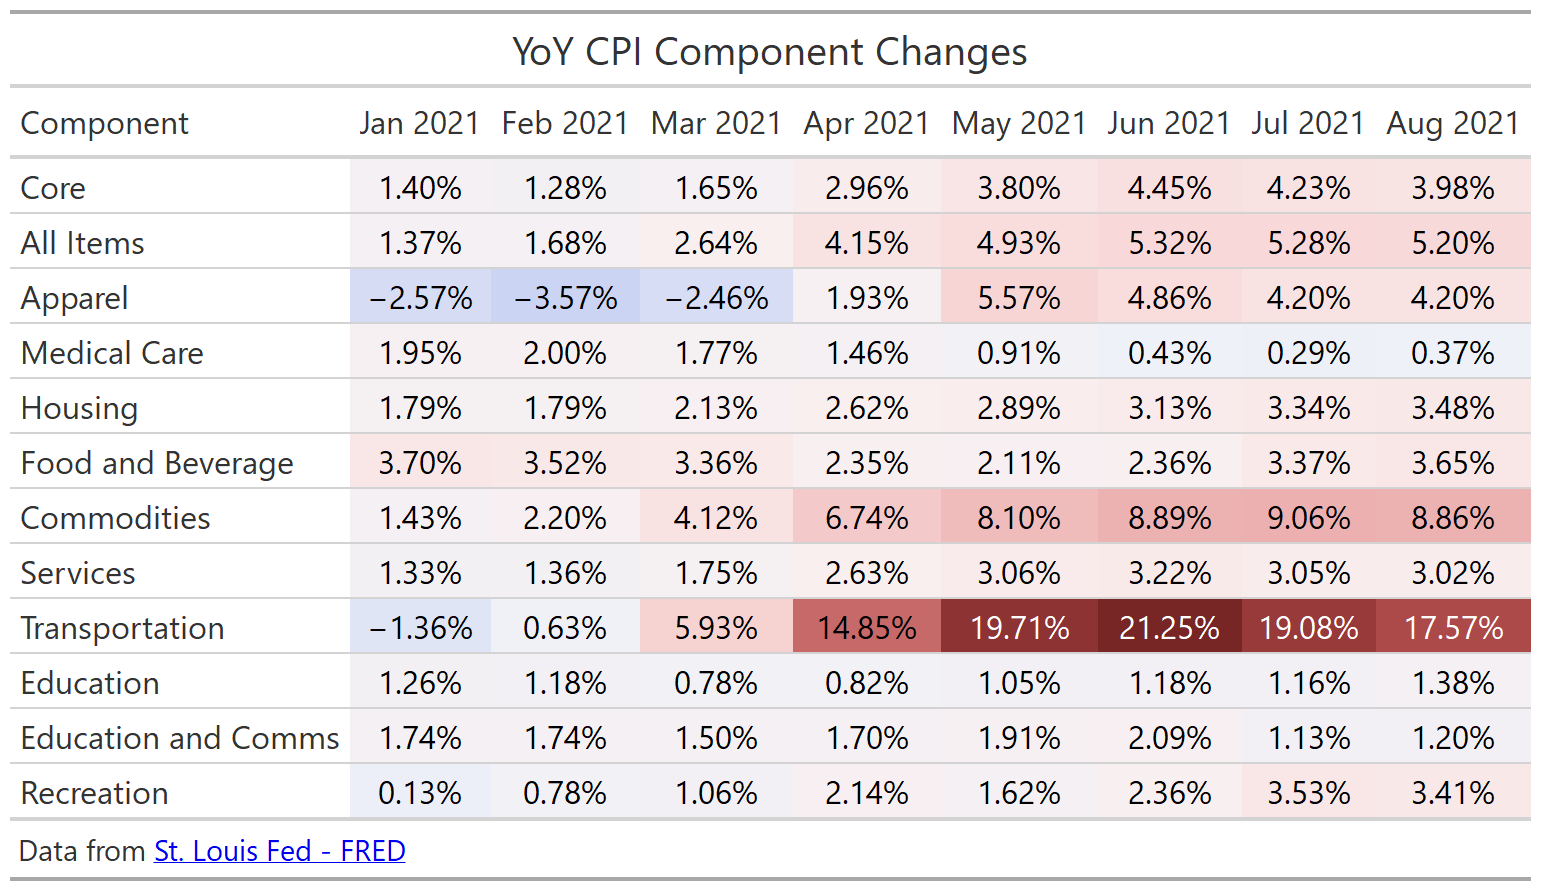 YoY CPI Component Changes
Component Jan 2021 Feb 2021 Mar 2021 Apr 2021 May 2021 Jun 2021 Jul 2021 Aug 2021
Core 1.40% 1.28% 1.65% 2.96% 3.80% 4.45% 4.23% 3.98%
All Items 1.37% 1.68% 2.64% 4.15% 4.93% 5.32% 5.28% 5.20%
Apparel −2.57% −3.57% −2.46% 1.93% 5.57% 4.86% 4.20% 4.20%
Medical Care 1.95% 2.00% 1.77% 1.46% 0.91% 0.43% 0.29% 0.37%
Housing 1.79% 1.79% 2.13% 2.62% 2.89% 3.13% 3.34% 3.48%
Food and Beverage 3.70% 3.52% 3.36% 2.35% 2.11% 2.36% 3.37% 3.65%
Commodities 1.43% 2.20% 4.12% 6.74% 8.10% 8.89% 9.06% 8.86%
Services 1.33% 1.36% 1.75% 2.63% 3.06% 3.22% 3.05% 3.02%
Transportation −1.36% 0.63% 5.93% 14.85% 19.71% 21.25% 19.08% 17.57%
Education 1.26% 1.18% 0.78% 0.82% 1.05% 1.18% 1.16% 1.38%
Education and Comms 1.74% 1.74% 1.50% 1.70% 1.91% 2.09% 1.13% 1.20%
Recreation 0.13% 0.78% 1.06% 2.14% 1.62% 2.36% 3.53% 3.41%
Data from St. Louis Fed - FRED